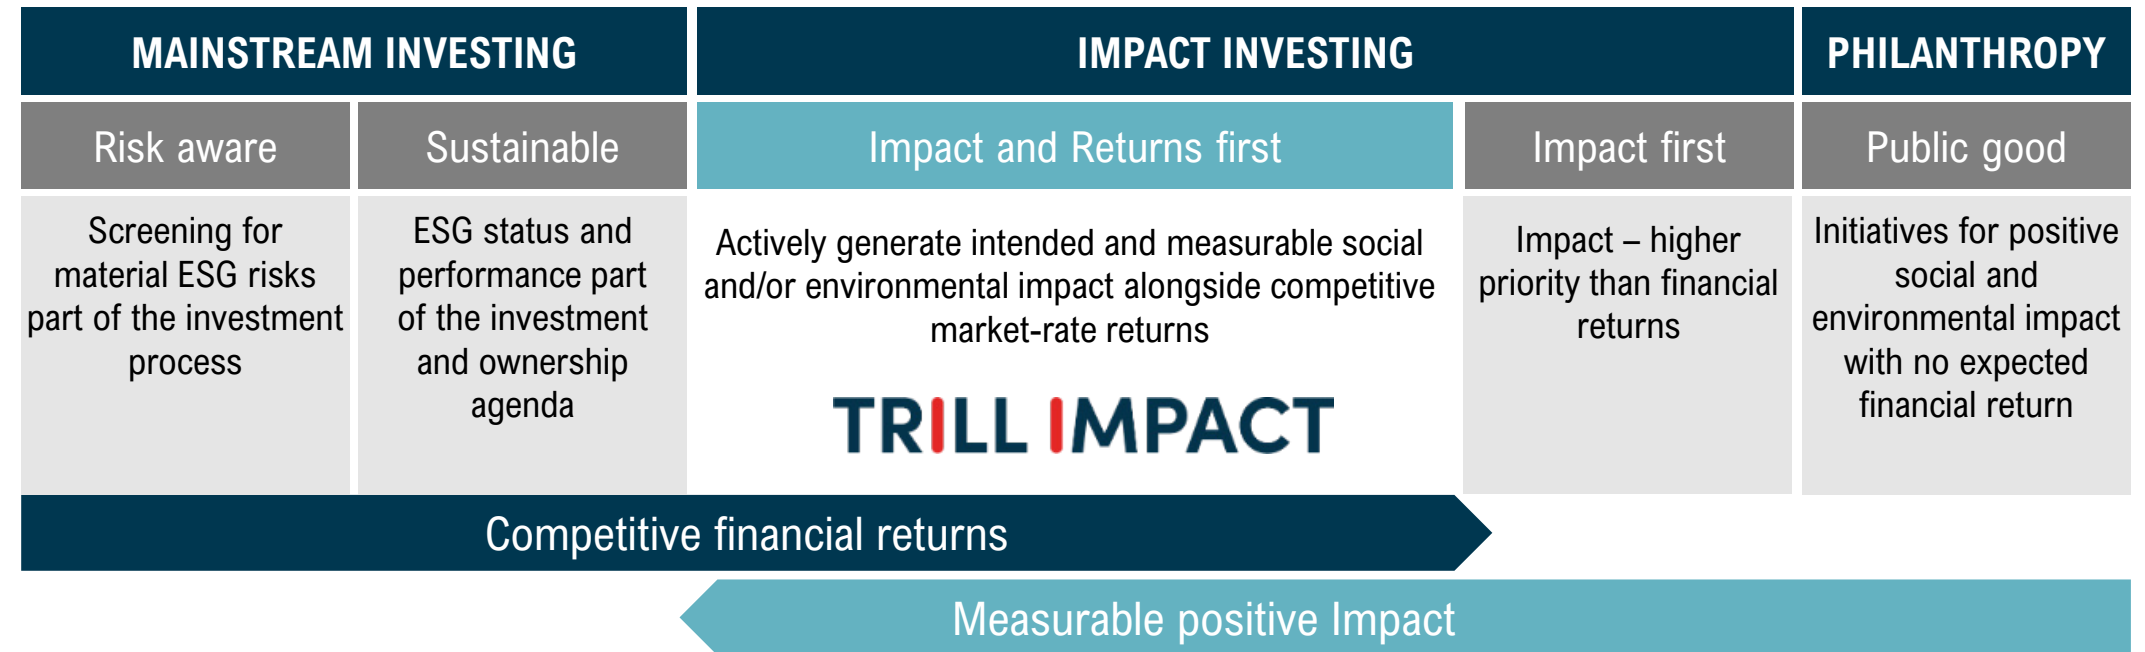 MAINSTREAM INVESTING
IMPACT INVESTING
PHILANTHROPY
Risk aware
Sustainable
Impact and Returns first
Impact first
Public good
Screening for
material ESG risks
part of the investment
process
ESG status and
performance part
of the investment
and ownership
agenda
Actively generate intended and measurable social
and/or environmental impact alongside competitive
market-rate returns
TRILL IMPACT
Impact – higher
priority than financial
returns
Initiatives for positive
social and
environmental impact
with no expected
financial return
Competitive financial returns
Measurable positive Impact